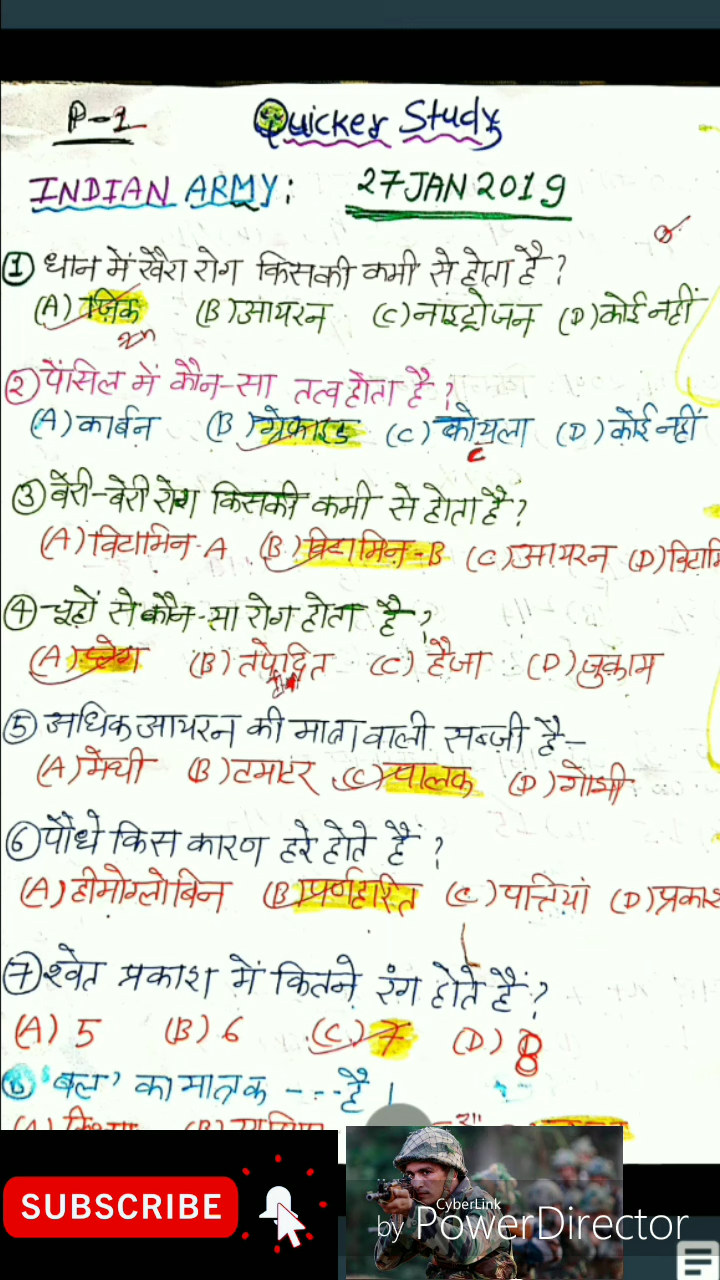 P-1 Quicker Study
INDIAN ARMY: 27 JAN 2019
① धान में खैरा रोग किसकी कमी से होता है ?
(A) ज़िंक (B) आयरन (C) नाइट्रोजन (D) कोई नहीं
② पेंसिल में कौन-सा तत्व होता है ?
(A) कार्बन (B) ग्रेफाइड (C) कोयला (D) कोई नहीं
③ बेरी-बेरी रोग किसकी कमी से होता है ?
(A) विटामिन-A (B) विटामिन-B (C) आयरन (D) विटामि
④ चूहों से कौन-सा रोग होता है ?
(A) प्लेग (B) तपेदित (C) हैजा (D) जुकाम
⑤ अधिक आयरन की मात्रा वाली सब्जी है –
(A) मेथी (B) टमाटर (C) पालक (D) गोभी
⑥ पौधे किस कारण हरे होते हैं ?
(A) हीमोग्लोबिन (B) पर्णहरित (C) पत्तियां (D) प्रकाश
⑦ श्वेत प्रकाश में कितने रंग होते हैं ?
(A) 5 (B) 6 (C) 7 (D) 8
'बल' का मात्रक ---- है ।
SUBSCRIBE
CyberLink
by PowerDirector